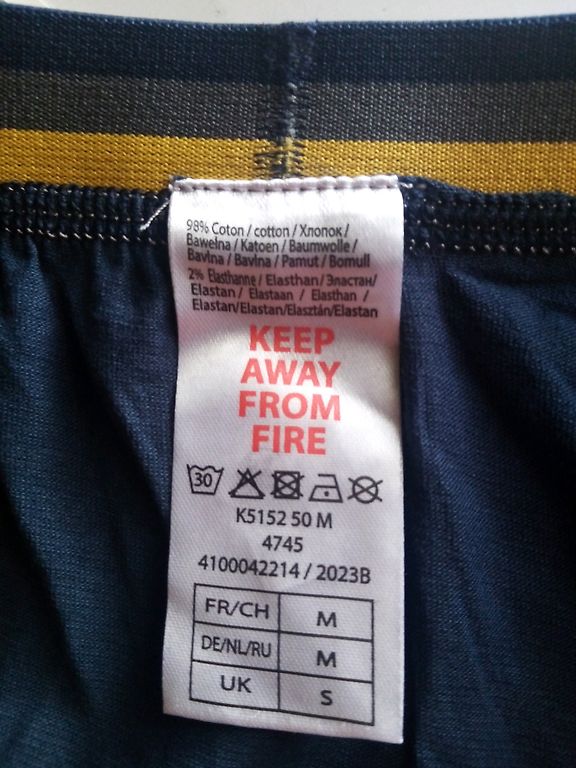 98% Coton / cotton / Хлопок /
Bawełna / Katoen / Baumwolle /
Bavlna / Bavlna / Pamut / Bomull
2% Elasthanne / Elasthan/ Эластан/
Elastan / Elastaan / Elasthan /
Elastan/Elastan/Elasztán/Elastan
KEEP
AWAY
FROM
FIRE
30
K5152 50 M
4745
4100042214 / 2023B
FR/CH M
DE/NL/RU M
UK S